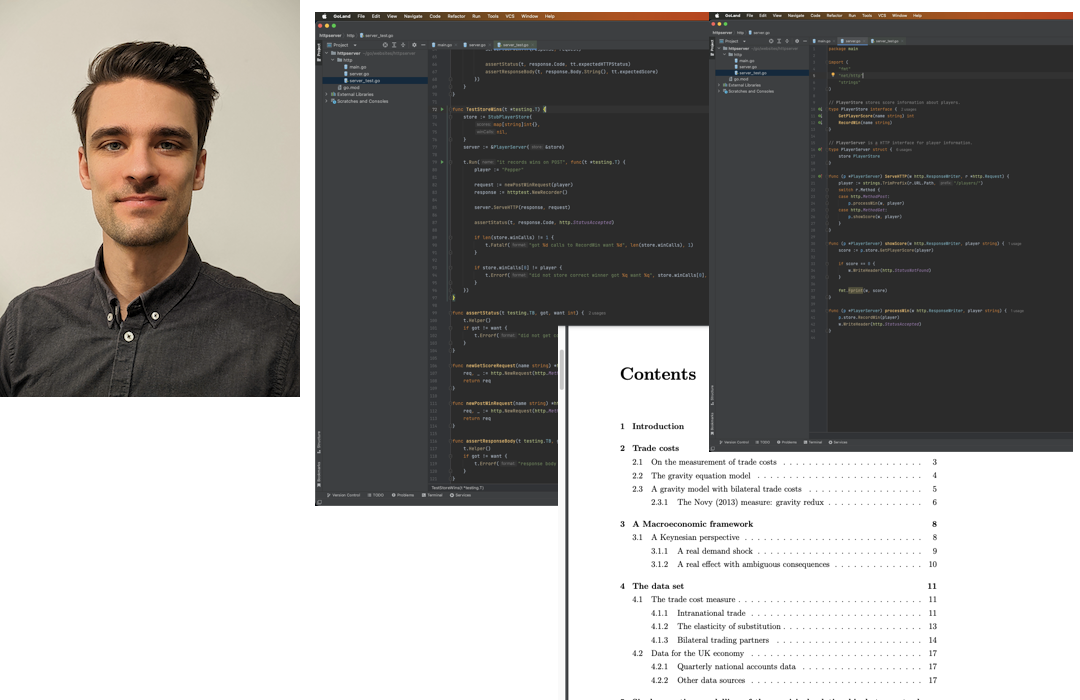 GoLand File Edit View Navigate Code Refactor Run Tools VCS Window Help
httpserver http server_test.go
Project
main.go server.go server_test.go
httpserver
http
main.go
server.go
server_test.go
go.mod
External Libraries
Scratches and Consoles
assertStatus(t, response.Code, tt.expectedHTTPStatus)
assertResponseBody(t, response.Body.String(), tt.expectedScore)
})
}
}
func TestStoreWins(t *testing.T) {
store := StubPlayerStore{
map[string]int{},
nil,
}
server := &PlayerServer{ &store}
t.Run( "it records wins on POST", func(t *testing.T) {
player := "Pepper"
request := newPostWinRequest(player)
response := httptest.NewRecorder()
server.ServeHTTP(response, request)
assertStatus(t, response.Code, http.StatusAccepted)
if len(store.winCalls) != 1 {
t.Fatalf( "got %d calls to RecordWin want %d", len(store.winCalls), 1)
}
if store.winCalls[0] != player {
t.Errorf( "did not store correct winner got %q want %q", store.winCalls[0],
}
})
}
func assertStatus(t testing.TB, got, want int) { 2 usages
t.Helper()
if got != want {
t.Errorf( "did not get
}
}
func newGetScoreRequest(name string)
req, _ := http.NewRequest(http.
return req
}
func newPostWinRequest(name string)
req, _ := http.NewRequest(http.
return req
}
func assertResponseBody(t testing.TB,
t.Helper()
if got != want {
t.Errorf( "response body
}
TestStoreWins(t *testing.T)
Version Control TODO Problems Terminal Services
GoLand File Edit View Navigate Code Refactor Run Tools VCS Window Help
httpserver http server.go
Project
main.go server.go server_test.go
httpserver
http
main.go
server.go
server_test.go
go.mod
External Libraries
Scratches and Consoles
package main
import (
"fmt"
"net/http"
"strings"
)
// PlayerStore stores score information about players.
type PlayerStore interface {
GetPlayerScore(name string) int
RecordWin(name string)
}
// PlayerServer is a HTTP interface for player information.
type PlayerServer struct {
store PlayerStore
}
func (p *PlayerServer) ServeHTTP(w http.ResponseWriter, r *http.Request) {
player := strings.TrimPrefix(r.URL.Path, "/players/")
switch r.Method {
case http.MethodPost:
p.processWin(w, player)
case http.MethodGet:
p.showScore(w, player)
}
}
func (p *PlayerServer) showScore(w http.ResponseWriter, player string) { 1 usage
score := p.store.GetPlayerScore(player)
if score == 0 {
w.WriteHeader(http.StatusNotFound)
}
fmt.Fprint(w, score)
}
func (p *PlayerServer) processWin(w http.ResponseWriter, player string) { 1 usage
p.store.RecordWin(player)
w.WriteHeader(http.StatusAccepted)
}
Version Control TODO Problems Terminal Services
Contents
1 Introduction
2 Trade costs
2.1 On the measurement of trade costs . . . . . . . . . . . . . . . . . . . . . 3
2.2 The gravity equation model . . . . . . . . . . . . . . . . . . . . . . . . . 4
2.3 A gravity model with bilateral trade costs . . . . . . . . . . . . . . . . . 5
2.3.1 The Novy (2013) measure: gravity redux . . . . . . . . . . . . . . 6
3 A Macroeconomic framework 8
3.1 A Keynesian perspective . . . . . . . . . . . . . . . . . . . . . . . . . . . 8
3.1.1 A real demand shock . . . . . . . . . . . . . . . . . . . . . . . . . 9
3.1.2 A real effect with ambiguous consequences . . . . . . . . . . . . . 10
4 The data set 11
4.1 The trade cost measure . . . . . . . . . . . . . . . . . . . . . . . . . . . . 11
4.1.1 Intranational trade . . . . . . . . . . . . . . . . . . . . . . . . . . 11
4.1.2 The elasticity of substitution . . . . . . . . . . . . . . . . . . . . . 13
4.1.3 Bilateral trading partners . . . . . . . . . . . . . . . . . . . . . . 14
4.2 Data for the UK economy . . . . . . . . . . . . . . . . . . . . . . . . . . 17
4.2.1 Quarterly national accounts data . . . . . . . . . . . . . . . . . . 17
4.2.2 Other data sources . . . . . . . . . . . . . . . . . . . . . . . . . . 17